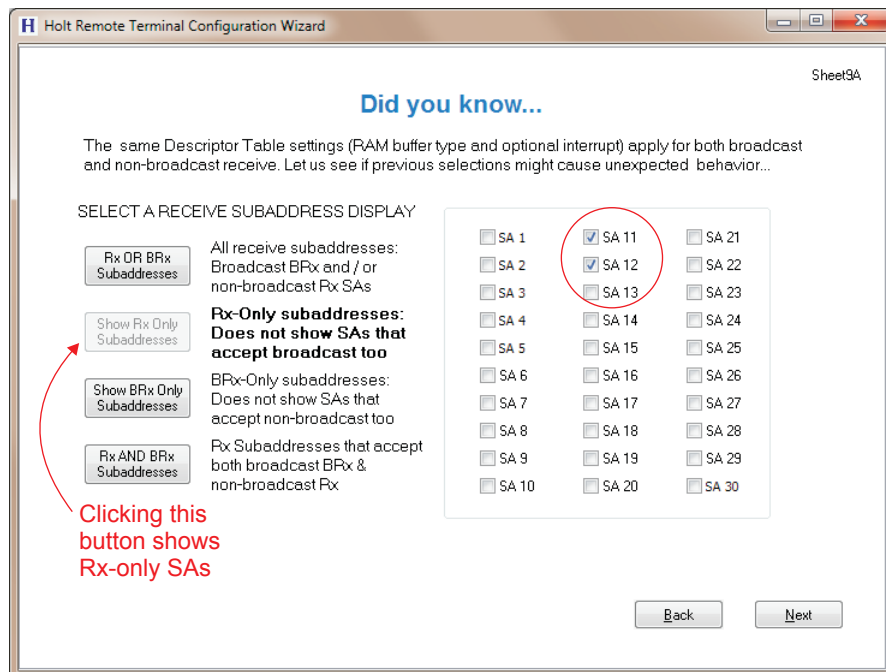 H Holt Remote Terminal Configuration Wizard
Sheet9A
Did you know...
The same Descriptor Table settings (RAM buffer type and optional interrupt) apply for both broadcast
and non-broadcast receive. Let us see if previous selections might cause unexpected behavior...
SELECT A RECEIVE SUBADDRESS DISPLAY
Rx OR BRx
Subaddresses
All receive subaddresses:
Broadcast BRx and / or
non-broadcast Rx SAs
Show Rx Only
Subaddresses
Rx-Only subaddresses:
Does not show SAs that
accept broadcast too
Show BRx Only
Subaddresses
BRx-Only subaddresses:
Does not show SAs that
accept non-broadcast too
Rx AND BRx
Subaddresses
Rx Subaddresses that accept
both broadcast BRx &
non-broadcast Rx
Clicking this
button shows
Rx-only SAs
SA 1 SA 11 SA 21
SA 2 SA 12 SA 22
SA 3 SA 13 SA 23
SA 4 SA 14 SA 24
SA 5 SA 15 SA 25
SA 6 SA 16 SA 26
SA 7 SA 17 SA 27
SA 8 SA 18 SA 28
SA 9 SA 19 SA 29
SA 10 SA 20 SA 30
Back Next